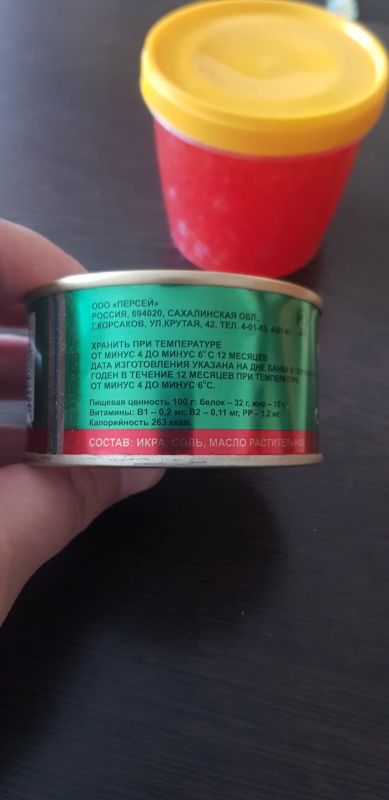 ООО «ПЕРСЕЙ»
РОССИЯ, 694020, САХАЛИНСКАЯ ОБЛ.,
Г.КОРСАКОВ, УЛ.КРУТАЯ, 42. ТЕЛ. 4-01-63, 4-01-61
ХРАНИТЬ ПРИ ТЕМПЕРАТУРЕ
ОТ МИНУС 4 ДО МИНУС 6°С 12 МЕСЯЦЕВ
ДАТА ИЗГОТОВЛЕНИЯ УКАЗАНА НА ДНЕ БАНКИ В
ГОДЕН В ТЕЧЕНИЕ 12 МЕСЯЦЕВ ПРИ ТЕМПЕРАТУРЕ
ОТ МИНУС 4 ДО МИНУС 6°С.
Пищевая ценность 100 г: белок – 32 г. жир – 15 г.
Витамины: В1 – 0,2 мг, В2 – 0,11 мг, РР – 1,2 мг.
Калорийность 263 ккал.
СОСТАВ: ИКРА, СОЛЬ, МАСЛО РАСТИТЕЛЬНОЕ